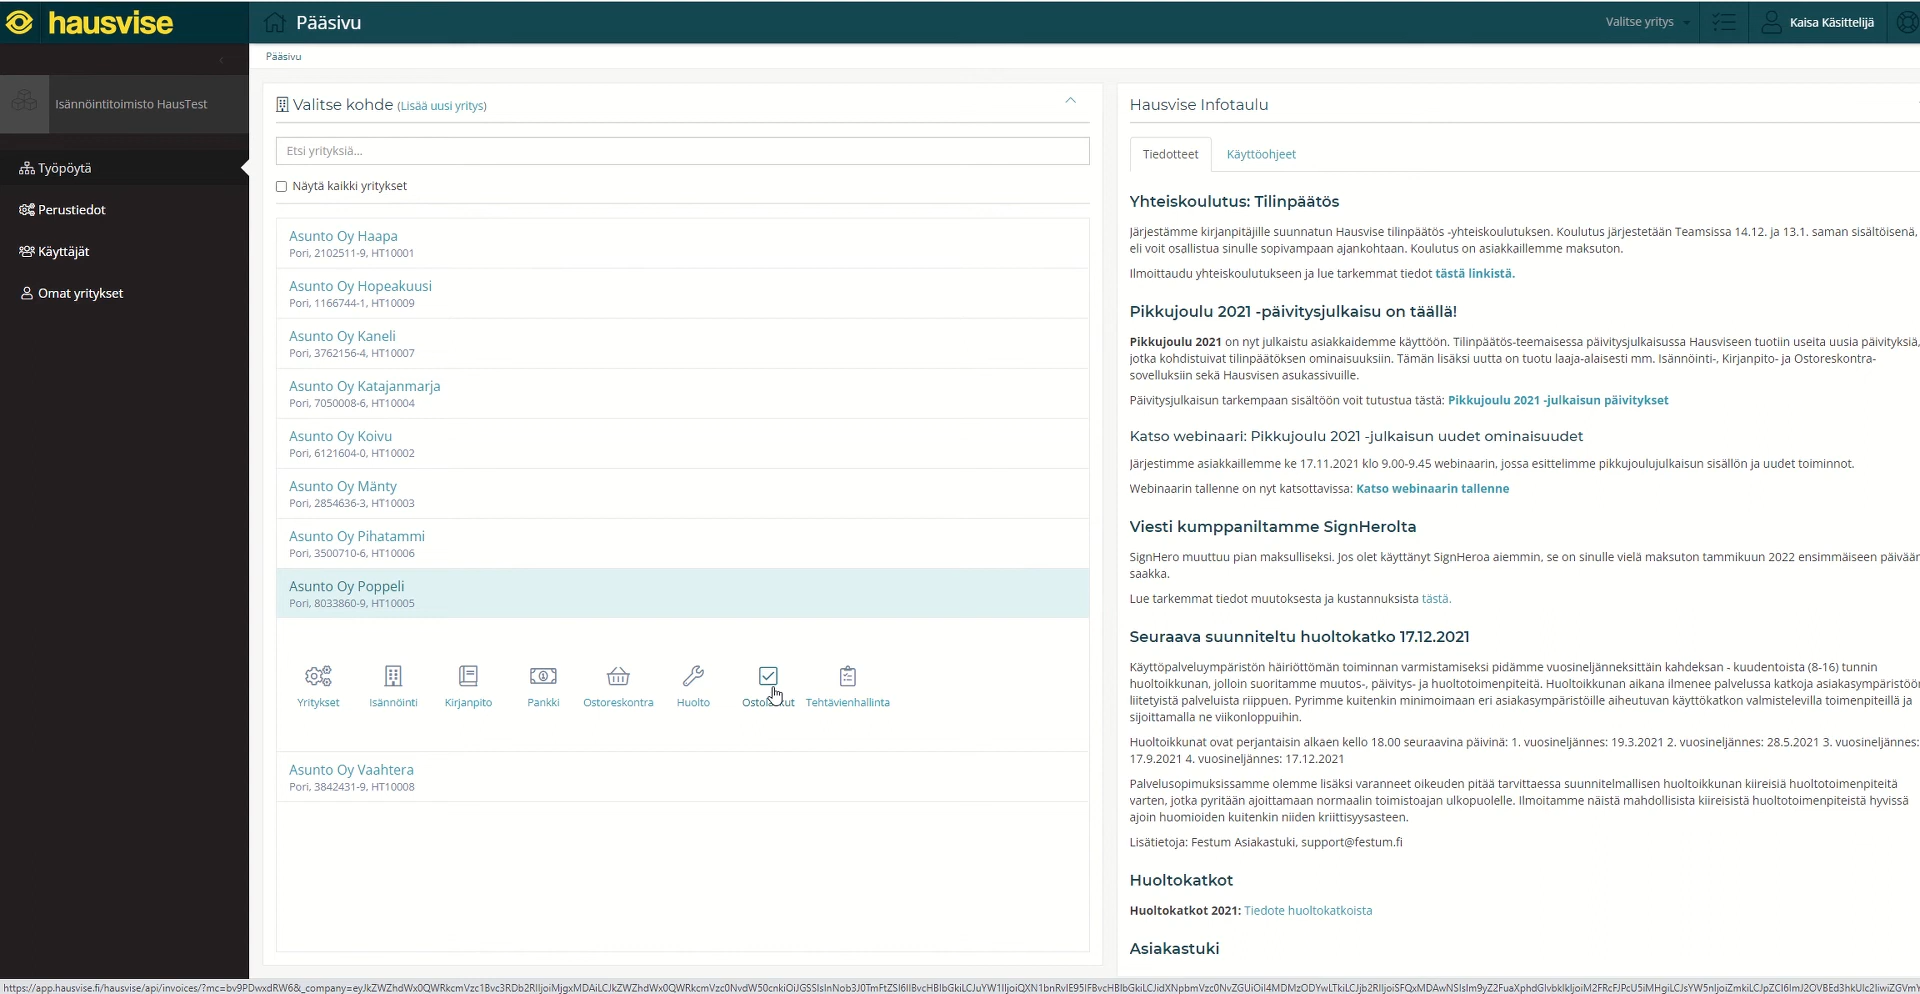 hausvise
Pääsivu
Valitse yritys
Kaisa Käsittelijä
Pääsivu
Isännöintitoimisto HausTest
Työpöytä
Perustiedot
Käyttäjät
Omat yritykset
Valitse kohde (Lisää uusi yritys)
Etsi yrityksiä...
Näytä kaikki yritykset
Asunto Oy Haapa
Pori, 2102511-9, HT10001
Asunto Oy Hopeakuusi
Pori, 1166744-1, HT10009
Asunto Oy Kaneli
Pori, 3762156-4, HT10007
Asunto Oy Katajanmarja
Pori, 7050008-6, HT10004
Asunto Oy Koivu
Pori, 6121604-0, HT10002
Asunto Oy Mänty
Pori, 2854636-3, HT10003
Asunto Oy Pihatammi
Pori, 3500710-6, HT10006
Asunto Oy Poppeli
Pori, 8033860-9, HT10005
Yritykset
Isännöinti
Kirjanpito
Pankki
Ostoreskontra
Huolto
Tehtävienhallinta
Asunto Oy Vaahtera
Pori, 3842431-9, HT10008
Hausvise Infotaulu
Tiedotteet
Käyttöohjeet
Yhteiskoulutus: Tilinpäätös
Järjestämme kirjanpitäjille suunnatun Hausvise tilinpäätös -yhteiskoulutuksen. Koulutus järjestetään Teamsissa 14.12. ja 13.1. saman sisältöisenä,
eli voit osallistua sinulle sopivampaan ajankohtaan. Koulutus on asiakkaillemme maksuton.
Ilmoittaudu yhteiskoulutukseen ja lue tarkemmat tiedot tästä linkistä.
Pikkujoulu 2021 -päivitysjulkaisu on täällä!
Pikkujoulu 2021 on nyt julkaistu asiakkaidemme käyttöön. Tilinpäätös-teemaisessa päivitysjulkaisussa Hausviseen tuotiin useita uusia päivityksiä,
jotka kohdistuivat tilinpäätöksen ominaisuuksiin. Tämän lisäksi uutta on tuotu laaja-alaisesti mm. Isännöinti-, Kirjanpito- ja Ostoreskontra-
sovelluksiin sekä Hausvisen asukassivuille.
Päivitysjulkaisun tarkempaan sisältöön voit tutustua tästä: Pikkujoulu 2021 -julkaisun päivitykset
Katso webinaari: Pikkujoulu 2021 -julkaisun uudet ominaisuudet
Järjestimme asiakkaillemme ke 17.11.2021 klo 9.00-9.45 webinaarin, jossa esittelimme pikkujoulujulkaisun sisällön ja uudet toiminnot.
Webinaarin tallenne on nyt katsottavissa: Katso webinaarin tallenne
Viesti kumppaniltamme SignHerolta
SignHero muuttuu pian maksulliseksi. Jos olet käyttänyt SignHeroa aiemmin, se on sinulle vielä maksuton tammikuun 2022 ensimmäiseen päivään
saakka.
Lue tarkemmat tiedot muutoksesta ja kustannuksista tästä.
Seuraava suunniteltu huoltokatko 17.12.2021
Käyttöpalveluympäristön häiriöttömän toiminnan varmistamiseksi pidämme vuosineljänneksittäin kahdeksan - kuudentoista (8-16) tunnin
huoltoikkunan, jolloin suoritamme muutos-, päivitys- ja huoltotoimenpiteitä. Huoltoikkunan aikana ilmenee palvelussa katkoja asiakasympäristöön
liitetyistä palveluista riippuen. Pyrimme kuitenkin minimoimaan eri asiakasympäristöille aiheutuvan käyttökatkon valmistelevilla toimenpiteillä ja
sijoittamalla ne viikonloppuihin.
Huoltoikkunat ovat perjantaisin alkaen kello 18.00 seuraavina päivinä: 1. vuosineljännes: 19.3.2021 2. vuosineljännes: 28.5.2021 3. vuosineljännes:
17.9.2021 4. vuosineljännes: 17.12.2021
Palvelusopimuksissamme olemme lisäksi varanneet oikeuden pitää tarvittaessa suunnitelmallisen huoltoikkunan kiireisiä huoltotoimenpiteitä
varten, jotka pyritään ajoittamaan normaalin toimistoajan ulkopuolelle. Ilmoitamme näistä mahdollisista kiireisistä huoltotoimenpiteistä hyvissä
ajoin huomioiden kuitenkin niiden kriittisyysasteen.
Lisätietoja: Festum Asiakastuki, support@festum.fi
Huoltokatkot
Huoltokatkot 2021: Tiedote huoltokatkoista
Asiakastuki